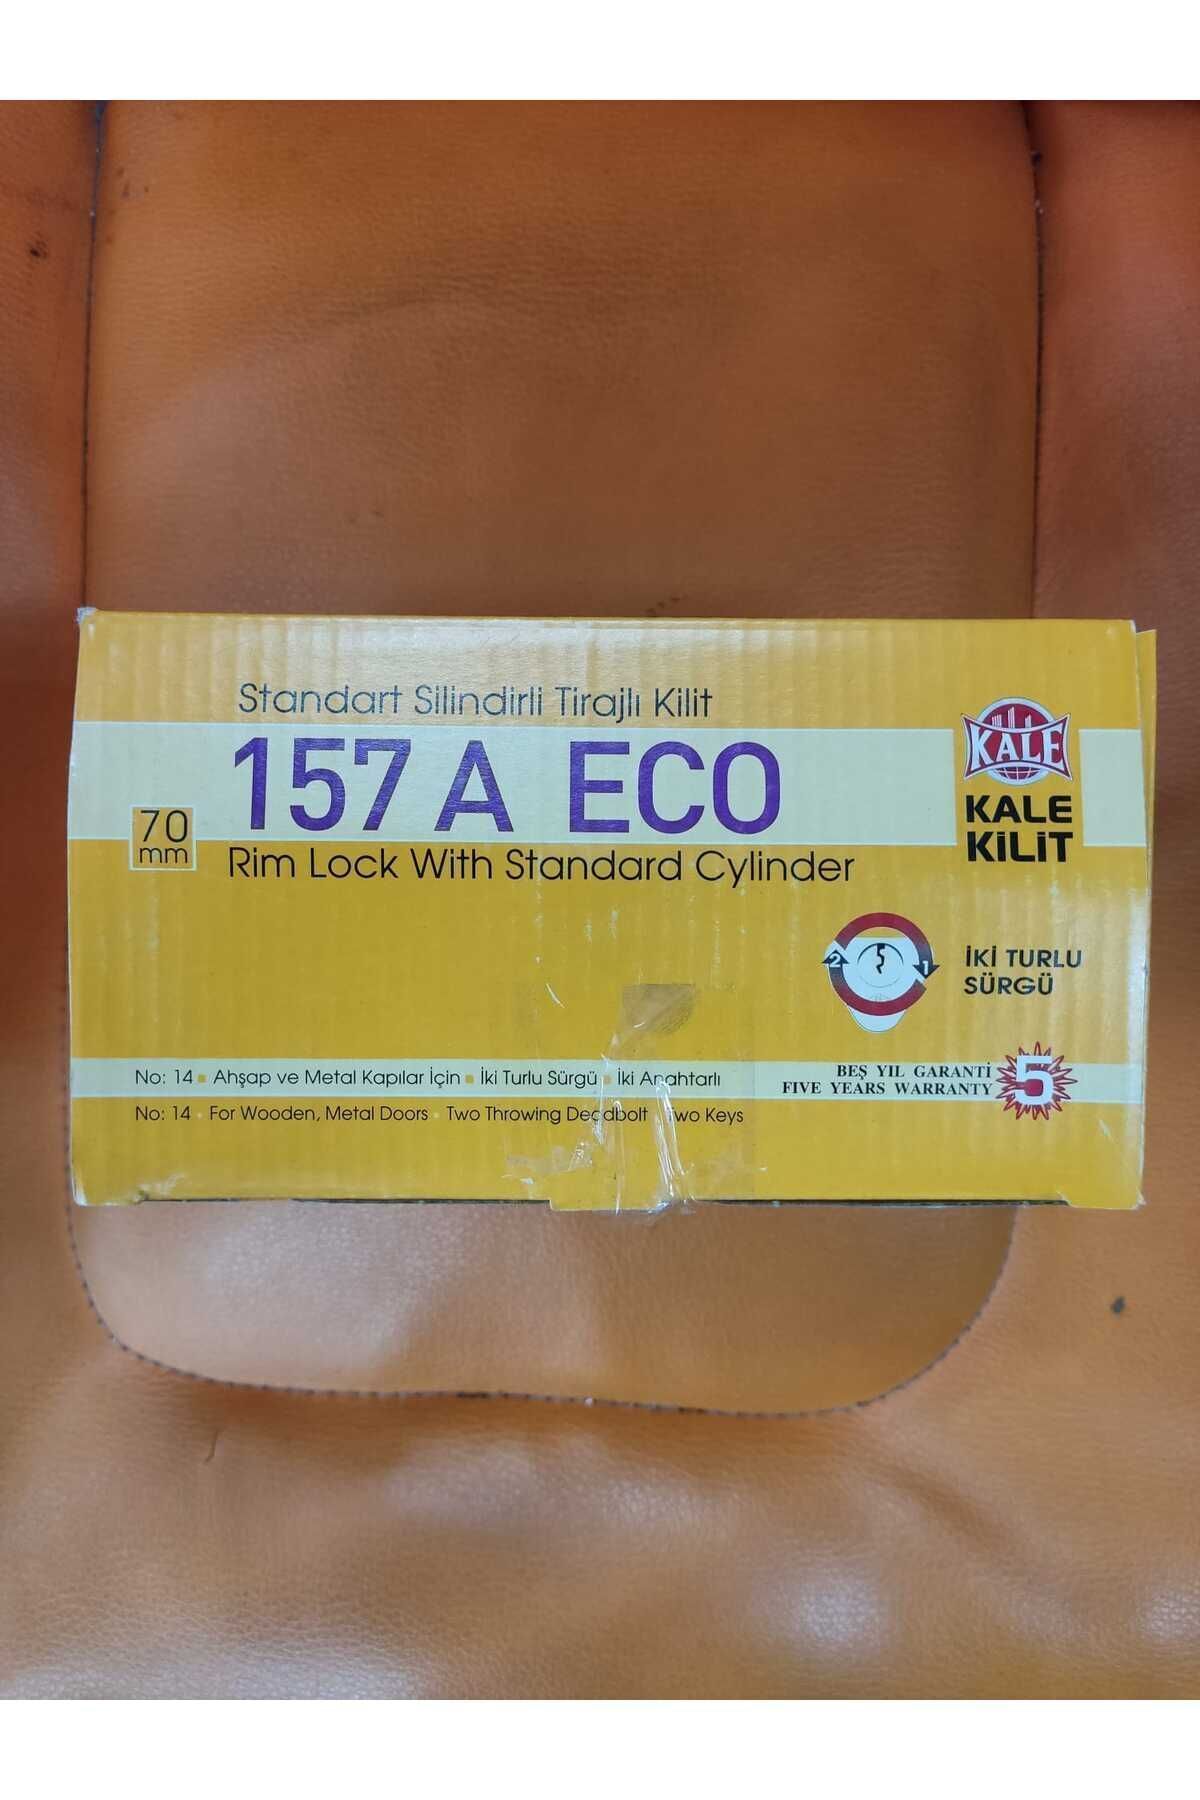 Standart Silindirli Tirajlı Kilit
157 A ECO
70
mm
Rim Lock With Standard Cylinder
KALE
KALE
KiLiT
2
1
İKİ TURLU
SÜRGÜ
No: 14 ▪ Ahşap ve Metal Kapılar İçin ▪ İki Turlu Sürgü ▪ İki Anahtarlı
No: 14 ▪ For Wooden, Metal Doors ▪ Two Throwing Deadbolt ▪ Two Keys
BEŞ YIL GARANTİ
FIVE YEARS WARRANTY
5